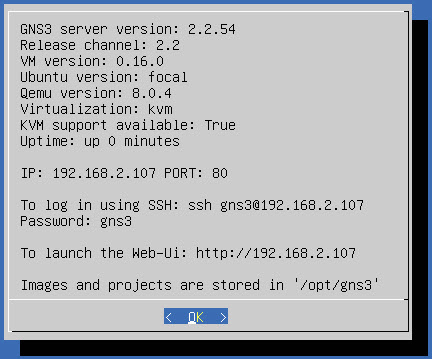 GNS3 server version: 2.2.54
Release channel: 2.2
VM version: 0.16.0
Ubuntu version: focal
Qemu version: 8.0.4
Virtualization: kvm
KVM support available: True
Uptime: up 0 minutes
IP: 192.168.2.107 PORT: 80
To log in using SSH: ssh gns3@192.168.2.107
Password: gns3
To launch the Web-Ui: http://192.168.2.107
Images and projects are stored in '/opt/gns3'
< OK >